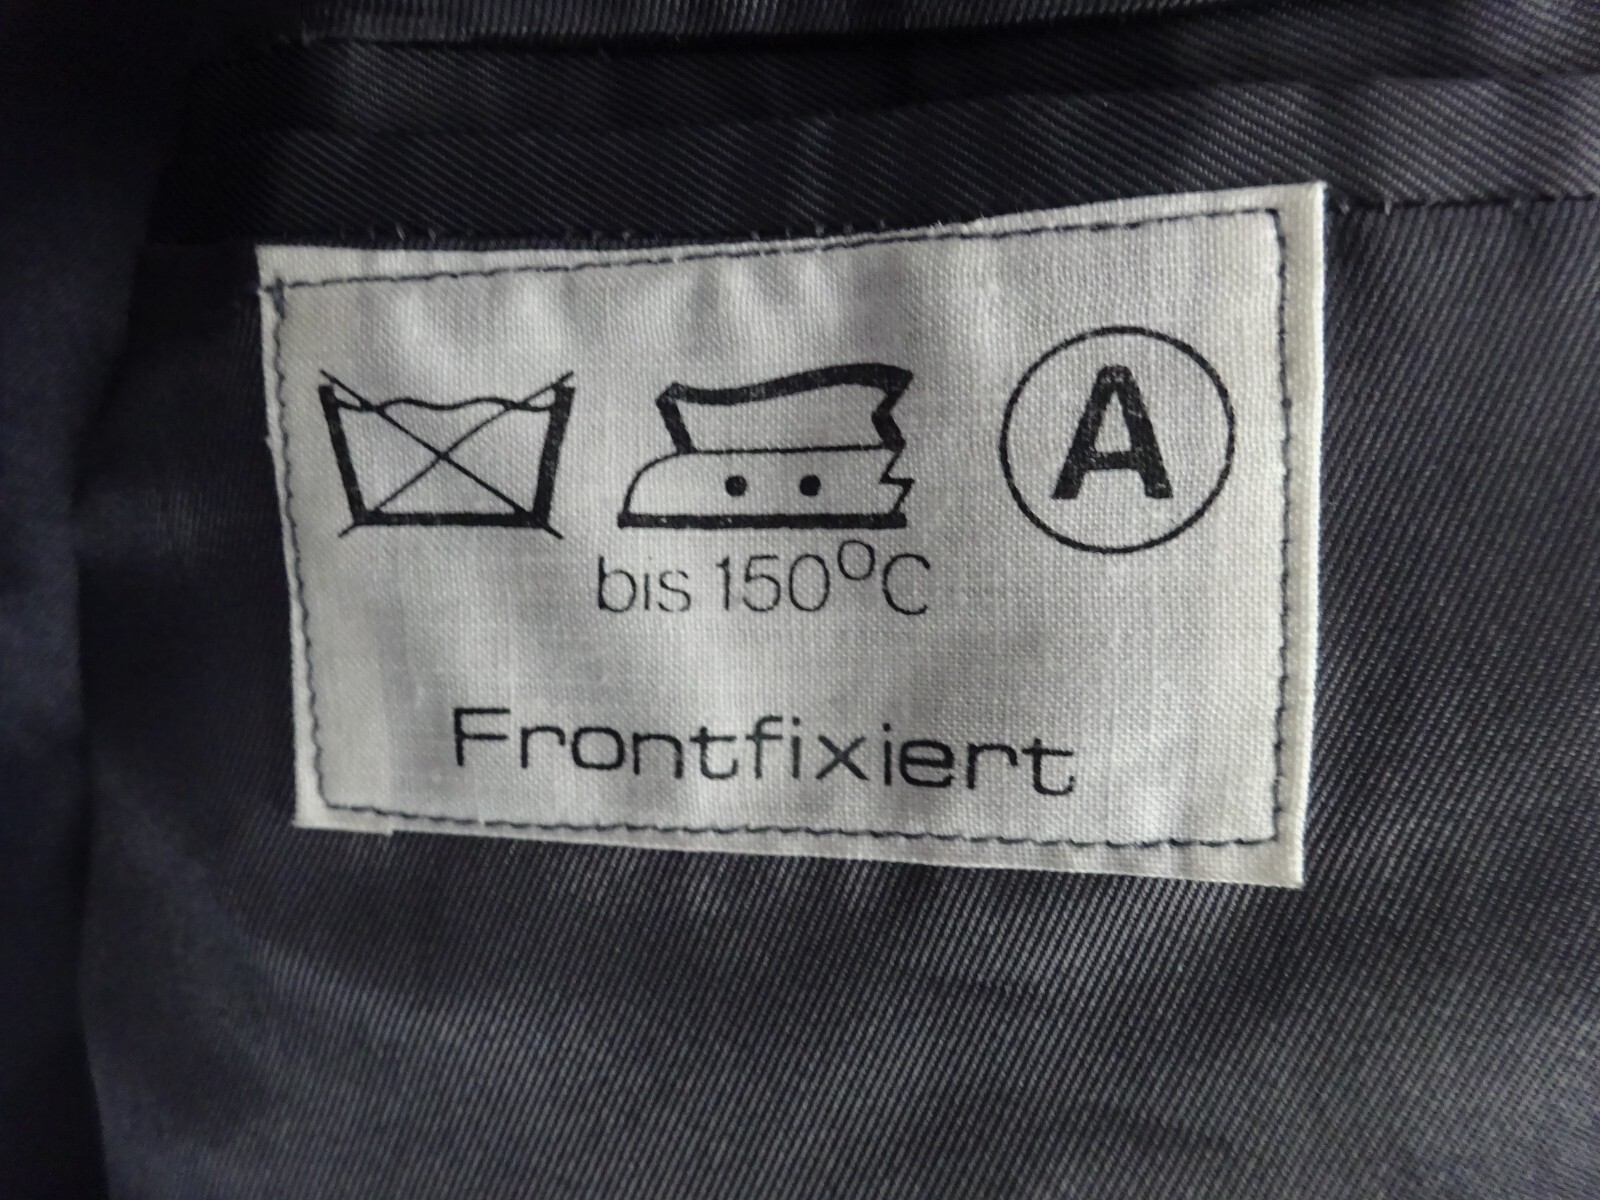 A
bis 150°C
Frontfixiert